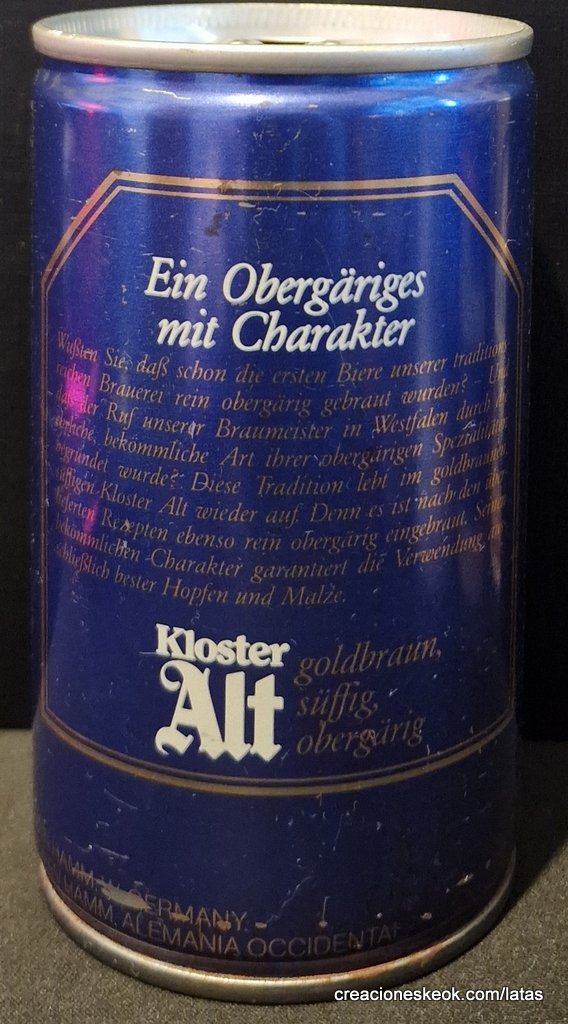 Ein Obergäriges
mit Charakter
Wußten Sie, daß schon die ersten Biere unserer traditions
reichen Brauerei rein obergärig gebraut wurden? – Und
daß der Ruf unserer Braumeister in Westfalen durch
bekömmliche Art ihrer obergärigen Spezialitäten
begründet wurde? Diese Tradition lebt im goldbraunen,
süffigen Kloster Alt wieder auf. Denn es ist nach den über
lieferten Rezepten ebenso rein obergärig eingebraut. Seinen
bekömmlichen Charakter garantiert die Verwendung aus
schließlich bester Hopfen und Malze.
Kloster
Alt
goldbraun,
süffig,
obergärig
HAMM, W. GERMANY
HAMM, ALEMANIA OCCIDENTAL
creacioneskeok.com/latas